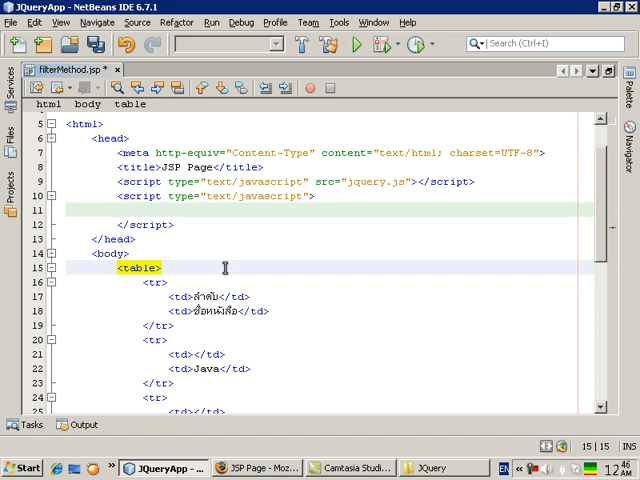 JQueryApp - NetBeans IDE 6.7.1
File Edit View Navigate Source Refactor Run Debug Profile Team Tools Window Help
Search (Ctrl+I)
filterMethod.jsp *
html body table
Services
Files
Projects
Palette
Navigator
5 <html>
6 <head>
7 <meta http-equiv="Content-Type" content="text/html; charset=UTF-8">
8 <title>JSP Page</title>
9 <script type="text/javascript" src="jquery.js"></script>
10 <script type="text/javascript">
11
12 </script>
13 </head>
14 <body>
15 <table>
16 <tr>
17 <td>ลำดับ</td>
18 <td>ชื่อหนังสือ</td>
19 </tr>
20 <tr>
21 <td></td>
22 <td>Java</td>
23 </tr>
24 <tr>
25 <td></td>
Tasks Output
15 | 15 INS
Start JQueryApp - ... JSP Page - Moz... Camtasia Studi... JQuery EN 12:46 AM